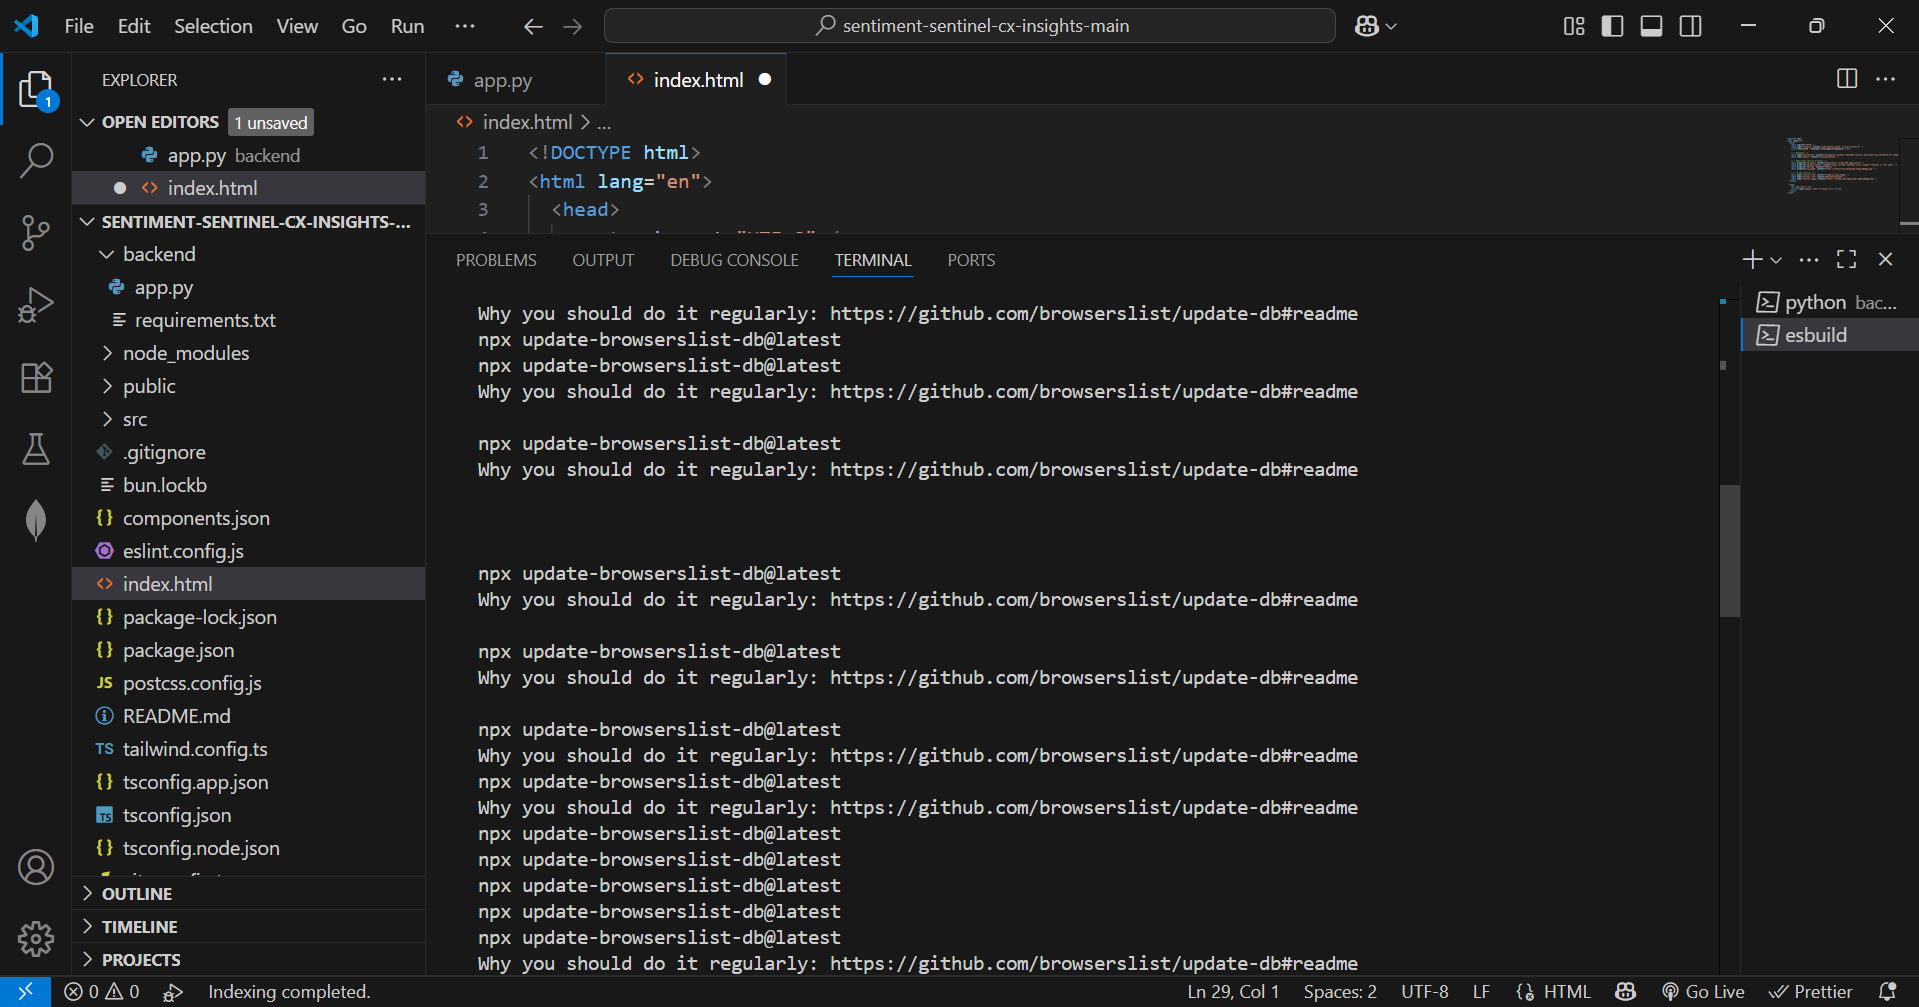 File Edit Selection View Go Run ···
sentiment-sentinel-cx-insights-main
EXPLORER ···
1
OPEN EDITORS 1 unsaved
app.py backend
index.html
SENTIMENT-SENTINEL-CX-INSIGHTS-...
backend
app.py
requirements.txt
node_modules
public
src
.gitignore
bun.lockb
components.json
eslint.config.js
index.html
package-lock.json
package.json
postcss.config.js
README.md
tailwind.config.ts
tsconfig.app.json
tsconfig.json
tsconfig.node.json
OUTLINE
TIMELINE
PROJECTS
app.py index.html
index.html > ...
1 <!DOCTYPE html>
2 <html lang="en">
3 <head>
PROBLEMS OUTPUT DEBUG CONSOLE TERMINAL PORTS
Why you should do it regularly: https://github.com/browserslist/update-db#readme
npx update-browserslist-db@latest
npx update-browserslist-db@latest
Why you should do it regularly: https://github.com/browserslist/update-db#readme
npx update-browserslist-db@latest
Why you should do it regularly: https://github.com/browserslist/update-db#readme
npx update-browserslist-db@latest
Why you should do it regularly: https://github.com/browserslist/update-db#readme
npx update-browserslist-db@latest
Why you should do it regularly: https://github.com/browserslist/update-db#readme
npx update-browserslist-db@latest
Why you should do it regularly: https://github.com/browserslist/update-db#readme
npx update-browserslist-db@latest
Why you should do it regularly: https://github.com/browserslist/update-db#readme
npx update-browserslist-db@latest
npx update-browserslist-db@latest
npx update-browserslist-db@latest
npx update-browserslist-db@latest
npx update-browserslist-db@latest
Why you should do it regularly: https://github.com/browserslist/update-db#readme
python bac...
esbuild
0 0 Indexing completed.
Ln 29, Col 1 Spaces: 2 UTF-8 LF {} HTML Go Live Prettier